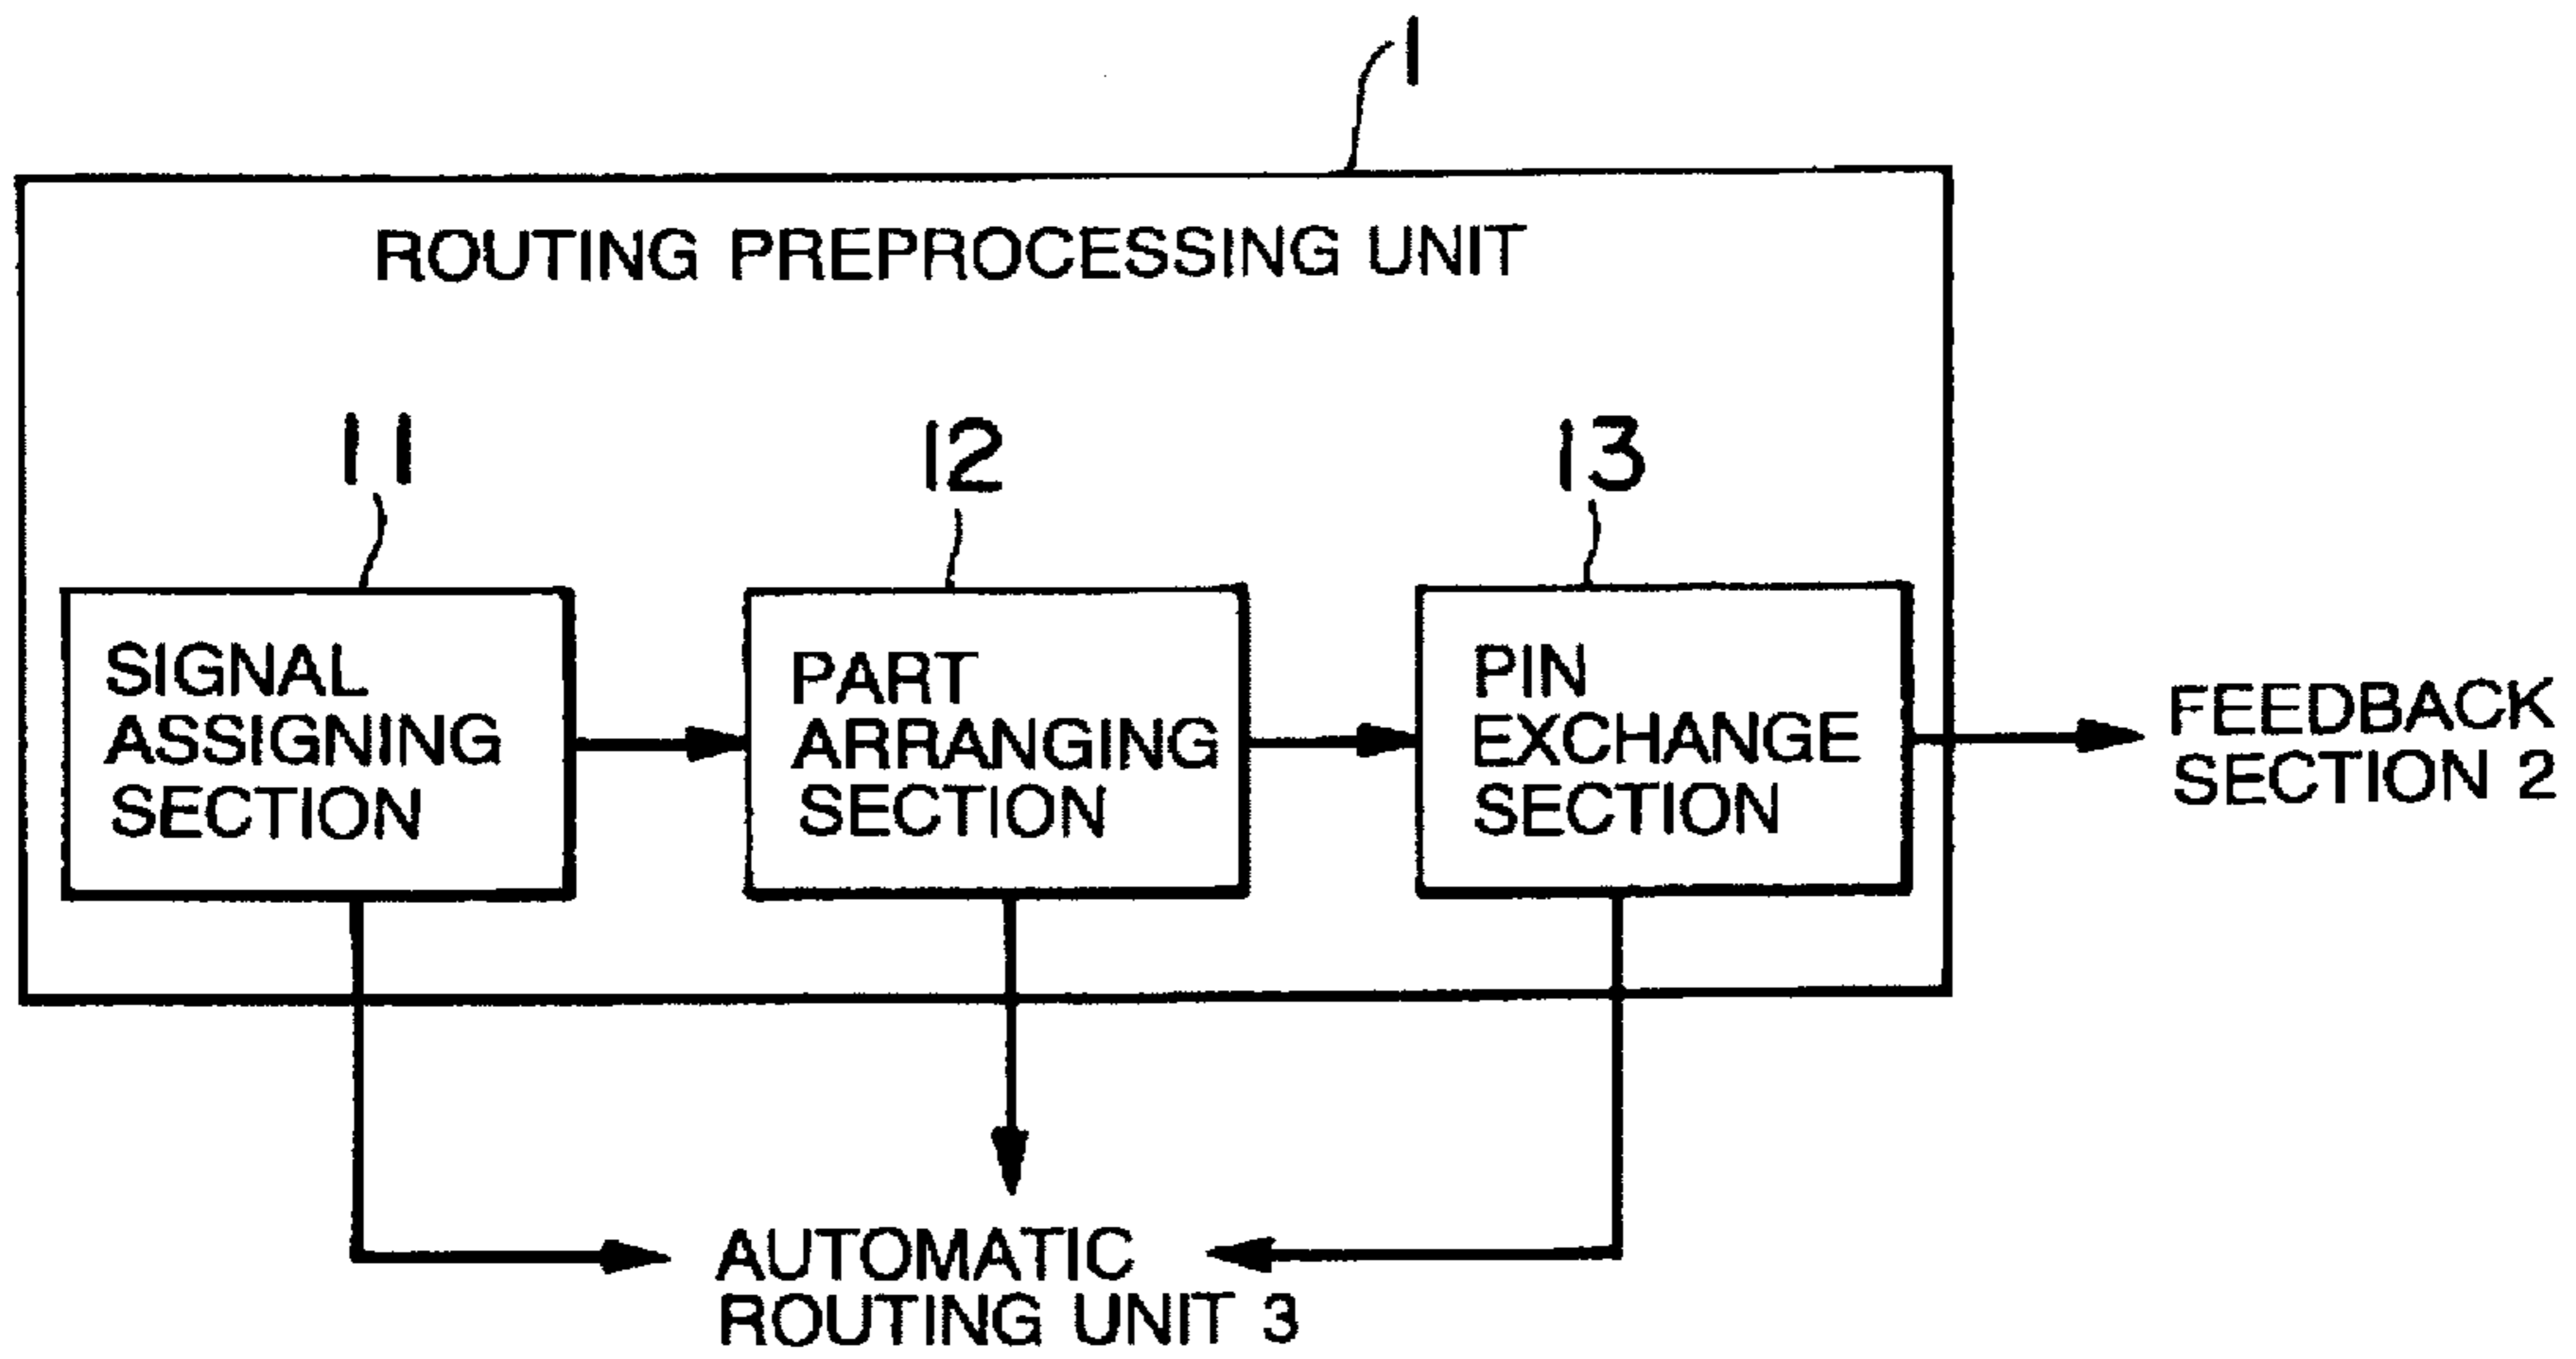 1
ROUTING PREPROCESSING UNIT
11
12
13
SIGNAL
ASSIGNING
SECTION
PART
ARRANGING
SECTION
PIN
EXCHANGE
SECTION
FEEDBACK
SECTION 2
AUTOMATIC
ROUTING UNIT 3